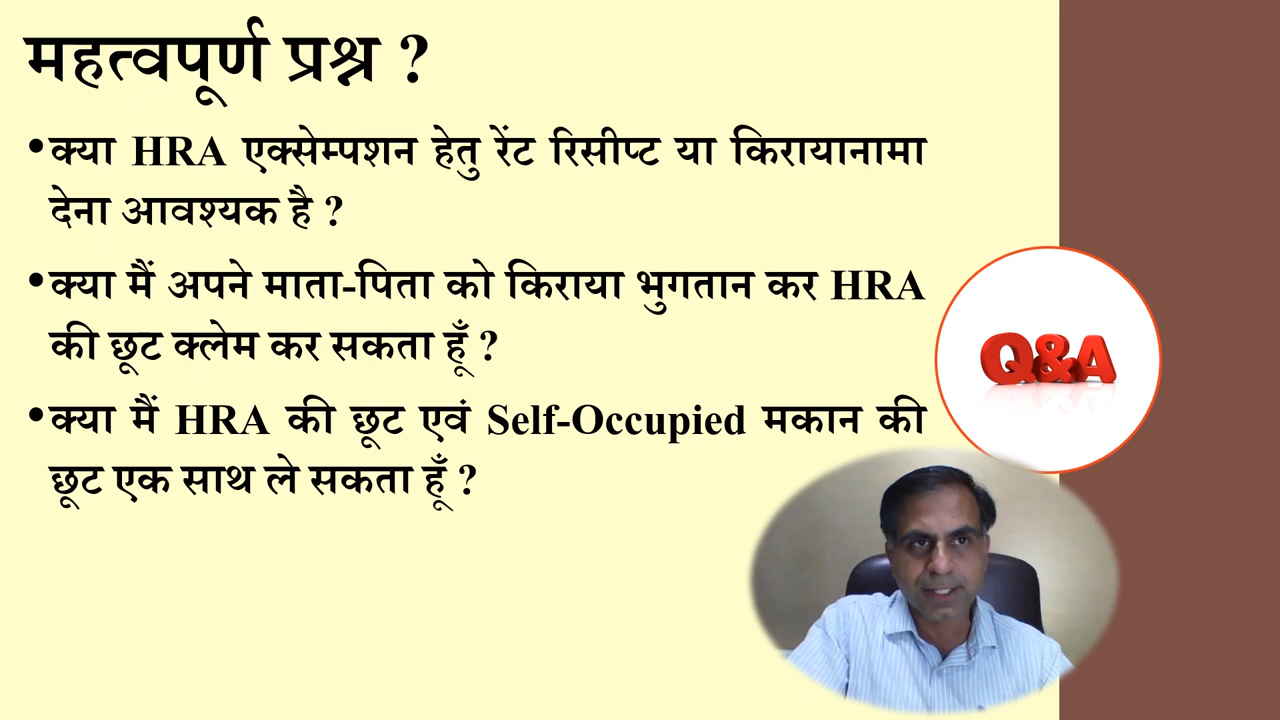 महत्वपूर्ण प्रश्न ?
•क्या HRA एक्सेम्पशन हेतु रेंट रिसीप्ट या किरायानामा
देना आवश्यक है ?
•क्या मैं अपने माता-पिता को किराया भुगतान कर HRA
की छूट क्लेम कर सकता हूँ ?
•क्या मैं HRA की छूट एवं Self-Occupied मकान की
छूट एक साथ ले सकता हूँ ?
Q&A